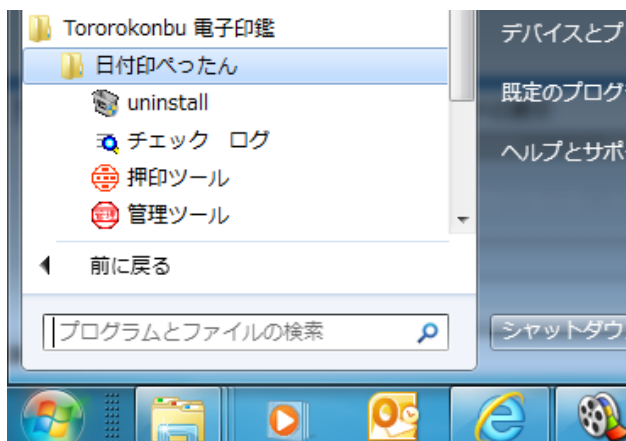 Tororokonbu 電子印鑑
日付印ぺったん
uninstall
チェック ログ
押印ツール
管理ツール
前に戻る
プログラムとファイルの検索
デバイスとプ
既定のプログ
ヘルプとサポ
シャットダウ